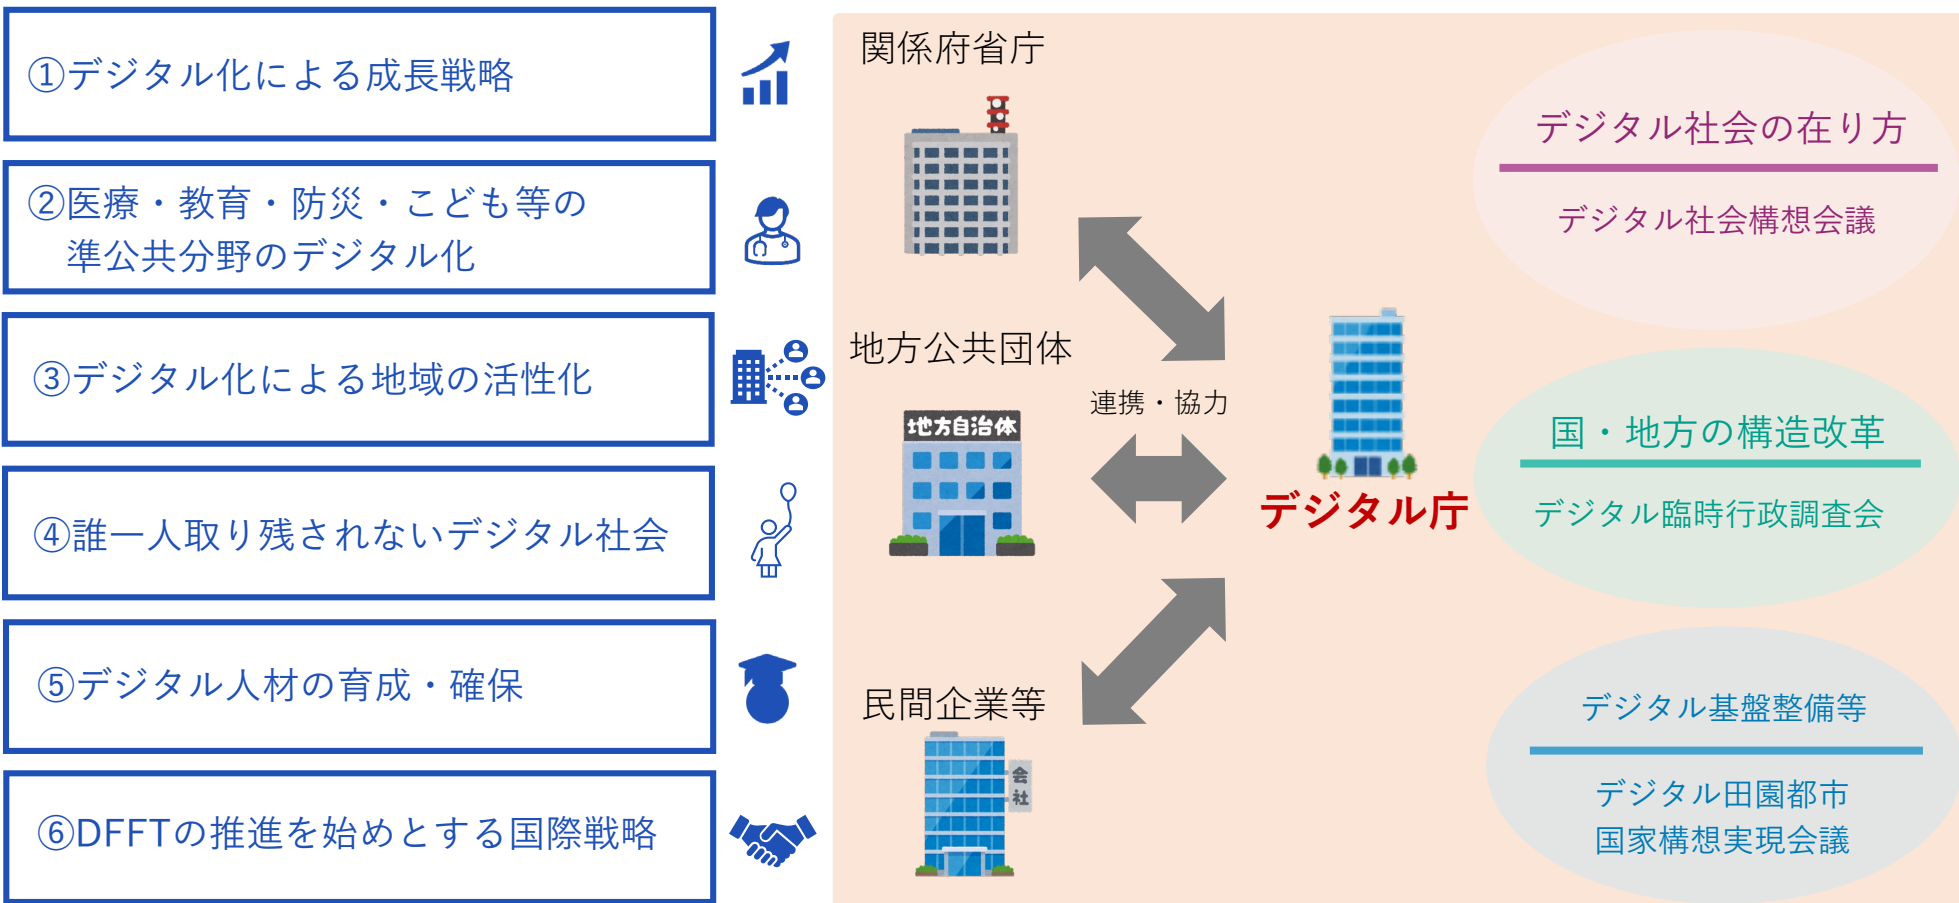 ①デジタル化による成長戦略
②医療・教育・防災・こども等の
準公共分野のデジタル化
③デジタル化による地域の活性化
④誰一人取り残されないデジタル社会
⑤デジタル人材の育成・確保
⑥DFFTの推進を始めとする国際戦略
関係府省庁
地方公共団体
地方自治体
連携・協力
民間企業等
会社
デジタル庁
デジタル社会の在り方
デジタル社会構想会議
国・地方の構造改革
デジタル臨時行政調査会
デジタル基盤整備等
デジタル田園都市
国家構想実現会議